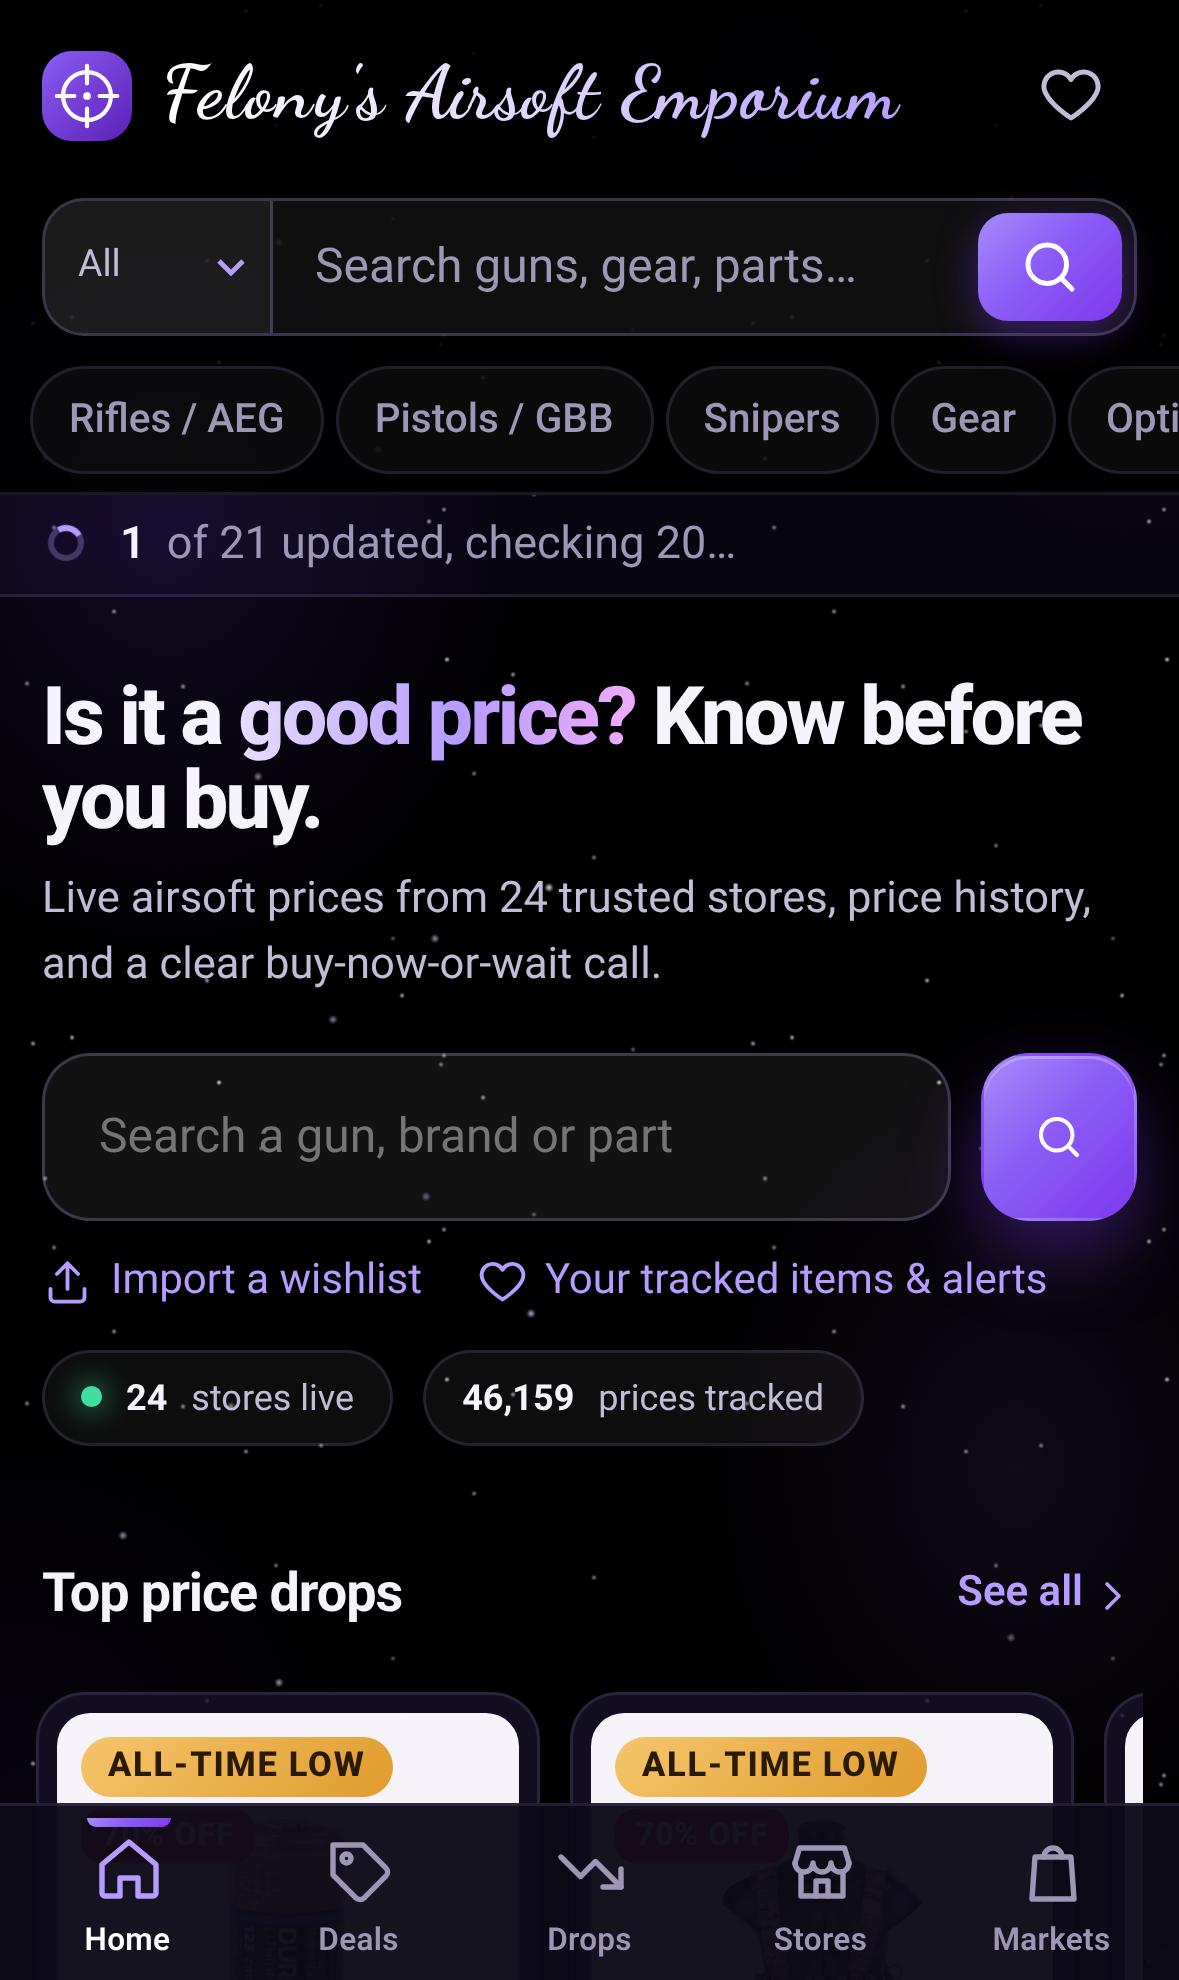 Felony's Airsoft Emporium
All
Search guns, gear, parts...
Rifles / AEG
Pistols / GBB
Snipers
Gear
Opti
1 of 21 updated, checking 20...
Is it a good price? Know before
you buy.
Live airsoft prices from 24 trusted stores, price history,
and a clear buy-now-or-wait call.
Search a gun, brand or part
Import a wishlist
Your tracked items & alerts
24 stores live
46,159 prices tracked
Top price drops
See all
ALL-TIME LOW
ALL-TIME LOW
70% OFF
70% OFF
Home
Deals
Drops
Stores
Markets